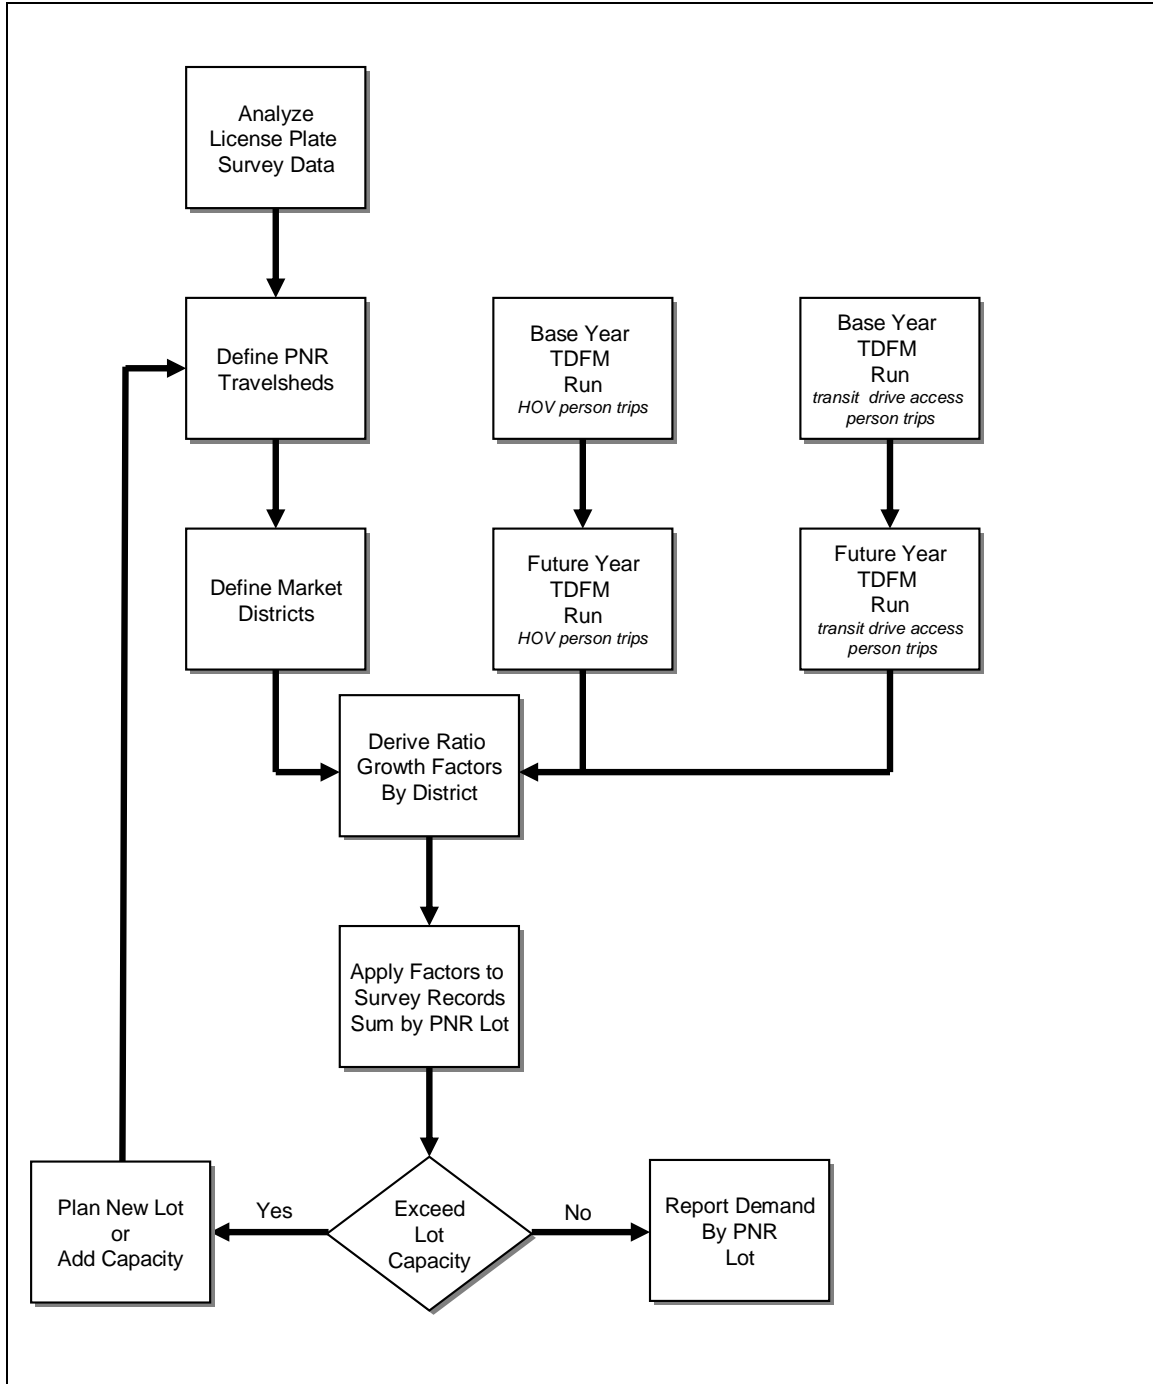 Analyze
License Plate
Survey Data
Define PNR
Travelsheds
Base Year
TDFM
Run
HOV person trips
Base Year
TDFM
Run
transit drive access
person trips
Define Market
Districts
Future Year
TDFM
Run
HOV person trips
Future Year
TDFM
Run
transit drive access
person trips
Derive Ratio
Growth Factors
By District
Apply Factors to
Survey Records
Sum by PNR Lot
Plan New Lot
or
Add Capacity
Yes
Exceed
Lot
Capacity
No
Report Demand
By PNR
Lot